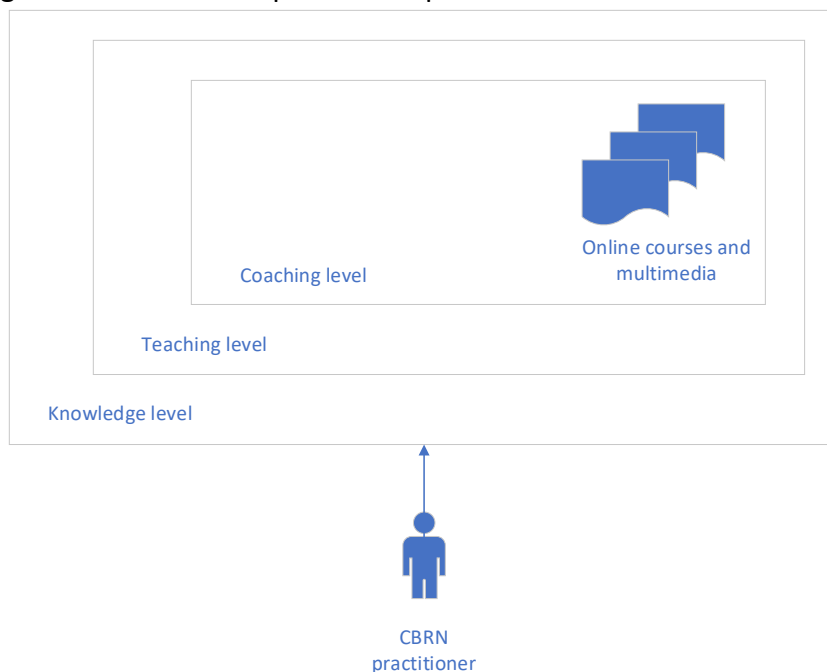 Online courses and
multimedia
Coaching level
Teaching level
Knowledge level
CBRN
practitioner